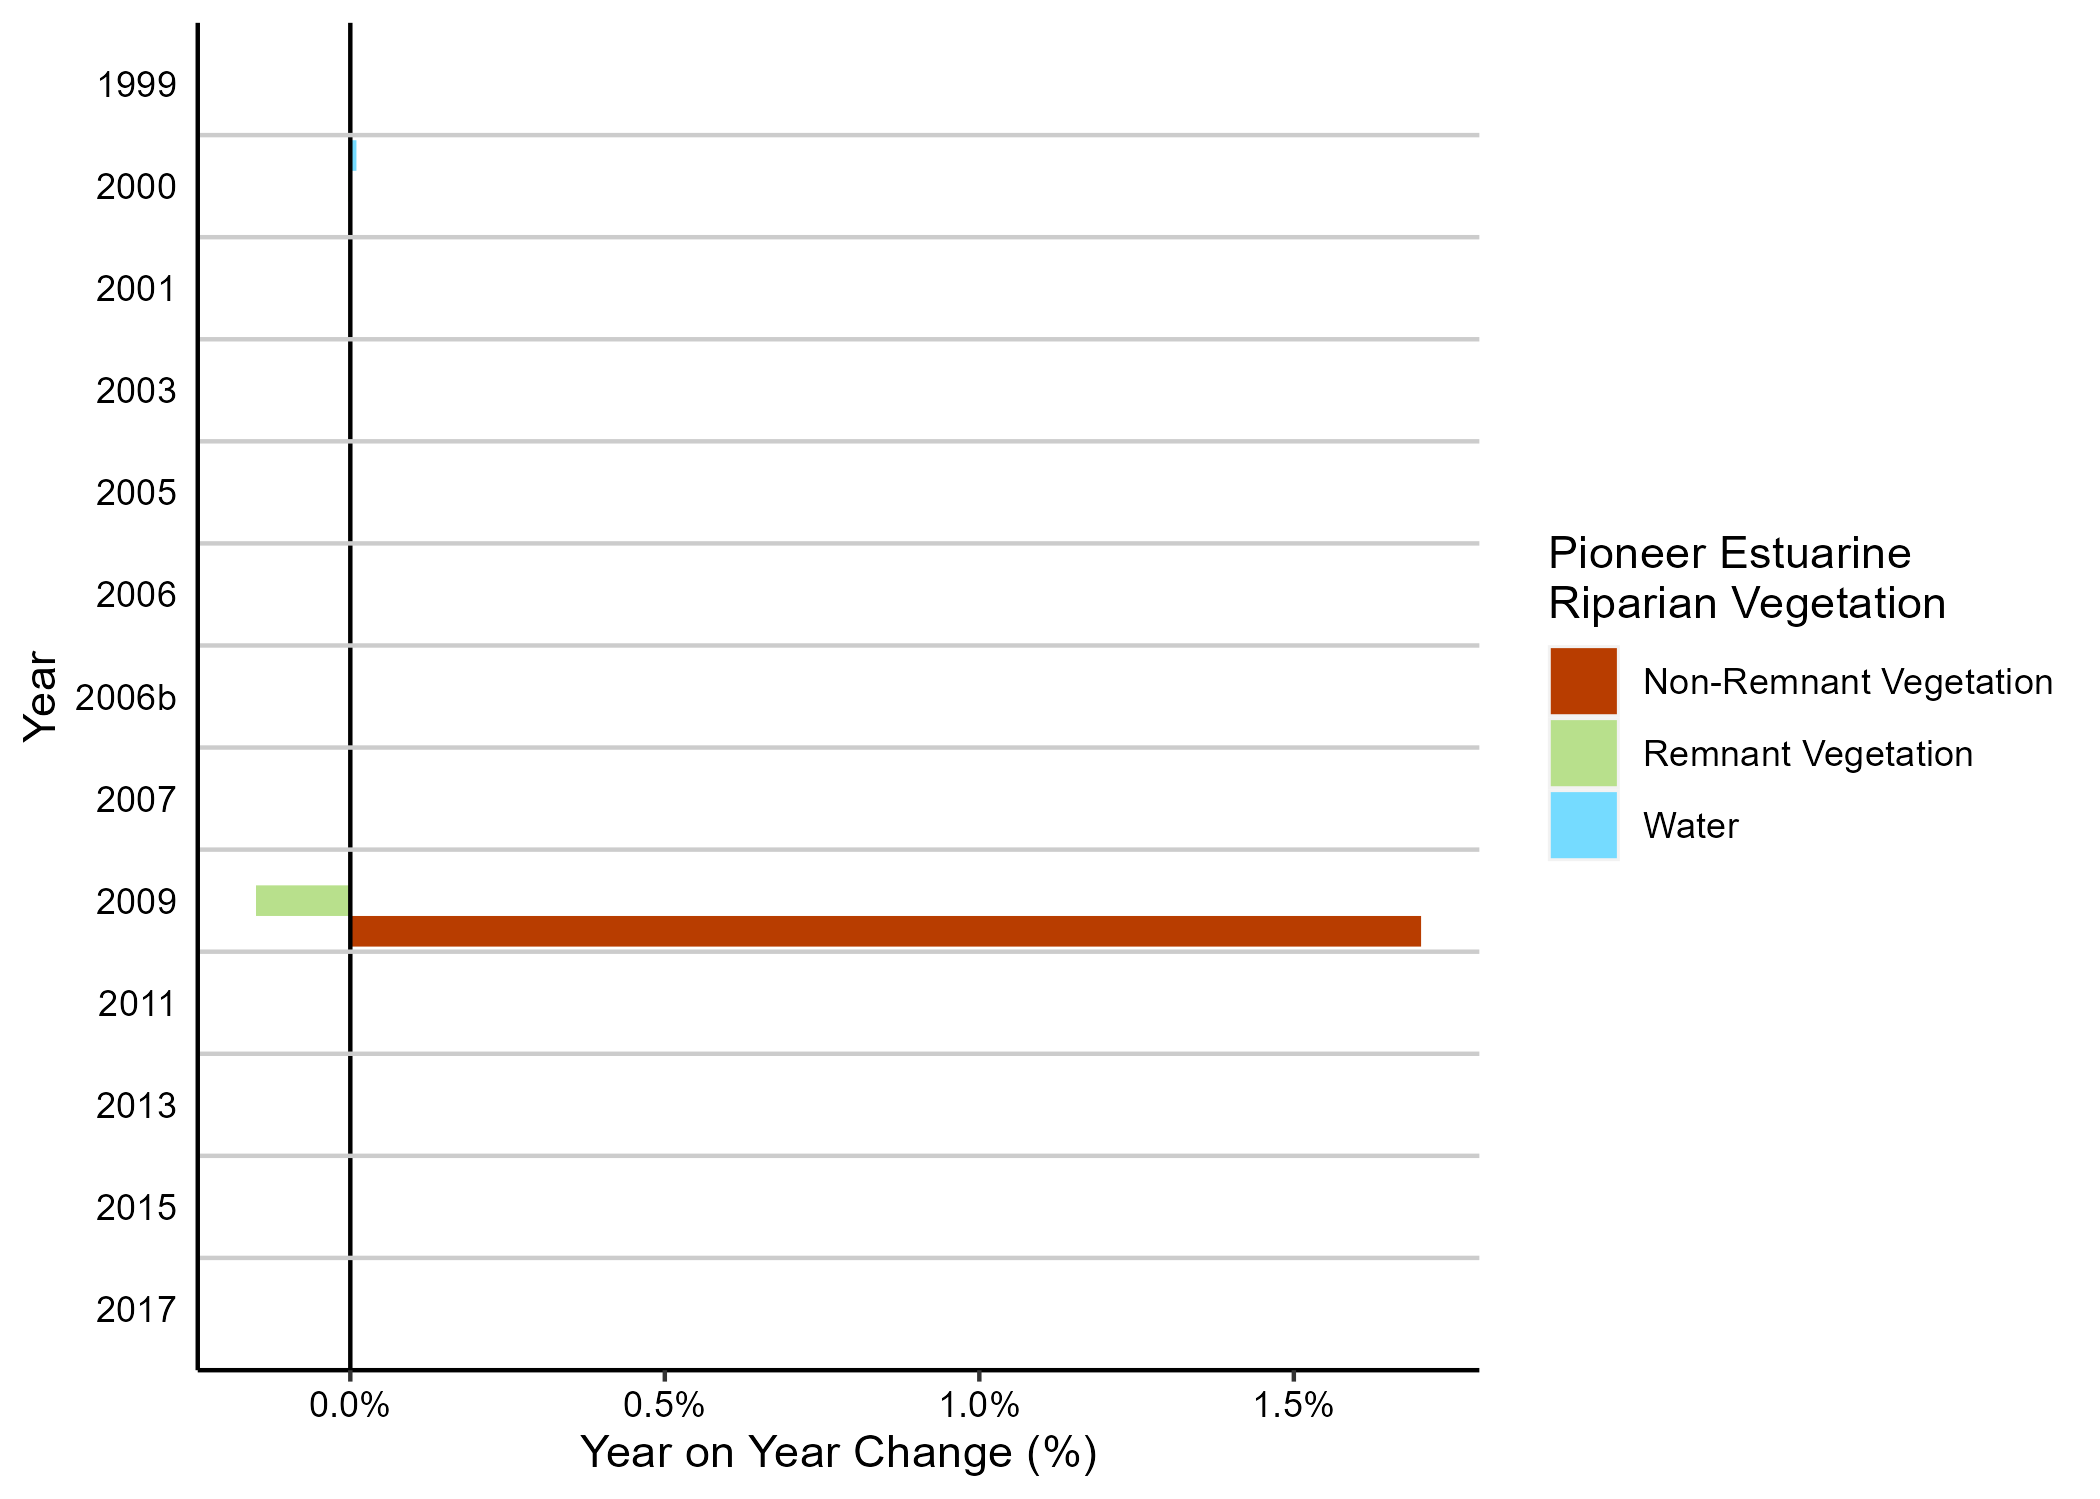 Year
1999
2000
2001
2003
2005
2006
2006b
2007
2009
2011
2013
2015
2017
0.0%
0.5%
1.0%
1.5%
Year on Year Change (%)
Pioneer Estuarine
Riparian Vegetation
Non-Remnant Vegetation
Remnant Vegetation
Water